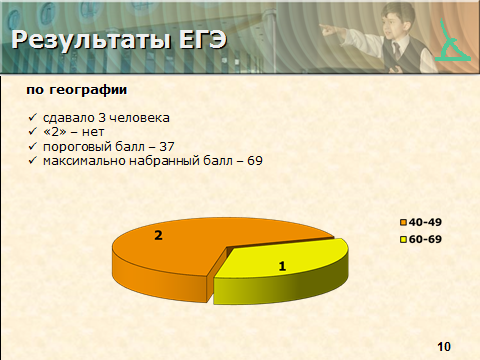 Результаты ЕГЭ
по географии
✓ сдавало 3 человека
✓ «2» – нет
✓ пороговый балл – 37
✓ максимально набранный балл – 69
2
1
40-49
60-69
10